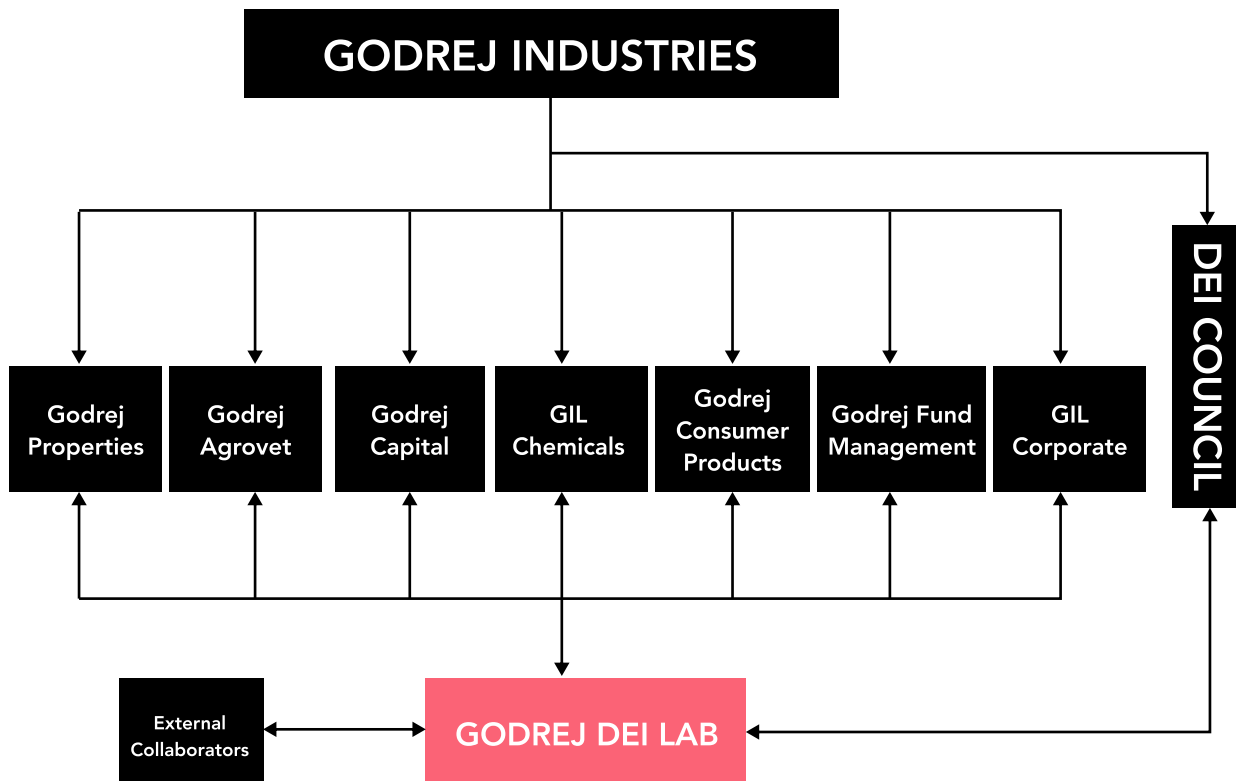 GODREJ INDUSTRIES
DEI COUNCIL
Godrej
Properties
Godrej
Agrovet
Godrej
Capital
GIL
Chemicals
Godrej
Consumer
Products
Godrej Fund
Management
GIL
Corporate
External
Collaborators
GODREJ DEI LAB